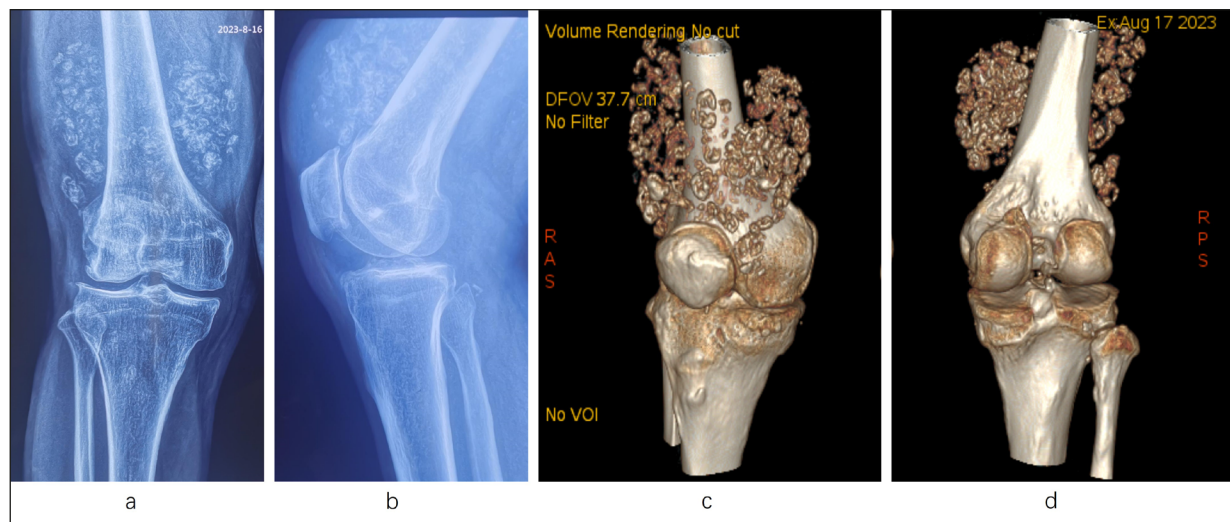 2023-8-16
Volume Rendering No cut
DFOV 37.7 cm
No Filter
R
A
S
No VOI
Ex:Aug 17 2023
R
P
S
a
b
c
d